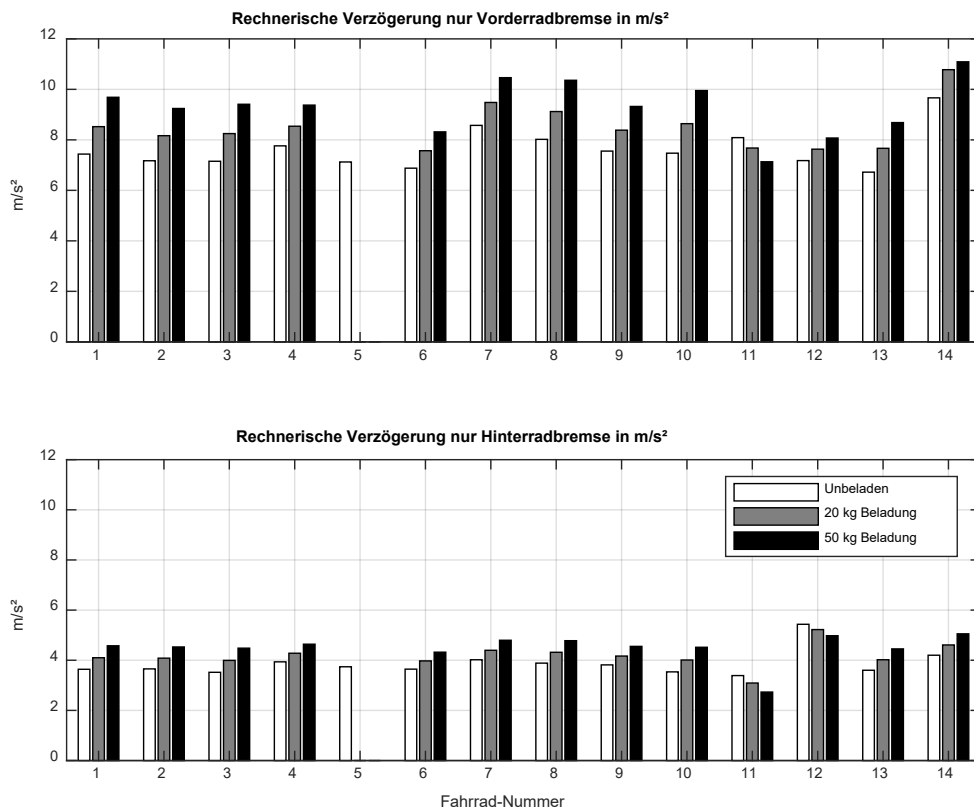 Rechnerische Verzögerung nur Vorderradbremse in m/s²
12
10
8
6
4
2
0
m/s²
1 2 3 4 5 6 7 8 9 10 11 12 13 14
Rechnerische Verzögerung nur Hinterradbremse in m/s²
12
10
8
6
4
2
0
m/s²
Unbeladen
20 kg Beladung
50 kg Beladung
1 2 3 4 5 6 7 8 9 10 11 12 13 14
Fahrrad-Nummer